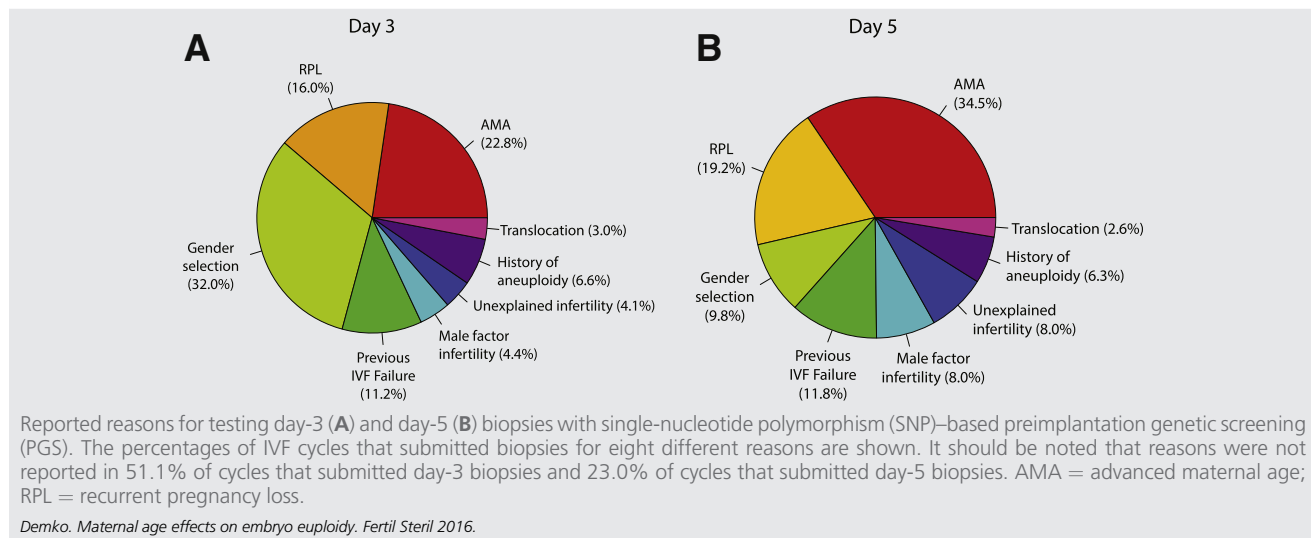 A
Day 3
RPL
(16.0%)
AMA
(22.8%)
Gender
selection
(32.0%)
Translocation (3.0%)
History of
aneuploidy (6.6%)
Unexplained infertility (4.1%)
Male factor
infertility (4.4%)
Previous
IVF Failure
(11.2%)
B
Day 5
AMA
(34.5%)
RPL
(19.2%)
Gender
selection
(9.8%)
Translocation (2.6%)
History of
aneuploidy (6.3%)
Unexplained
infertility (8.0%)
Male factor
infertility (8.0%)
Previous
IVF Failure
(11.8%)
Reported reasons for testing day-3 (A) and day-5 (B) biopsies with single-nucleotide polymorphism (SNP)–based preimplantation genetic screening
(PGS). The percentages of IVF cycles that submitted biopsies for eight different reasons are shown. It should be noted that reasons were not
reported in 51.1% of cycles that submitted day-3 biopsies and 23.0% of cycles that submitted day-5 biopsies. AMA = advanced maternal age;
RPL = recurrent pregnancy loss.
Demko. Maternal age effects on embryo euploidy. Fertil Steril 2016.